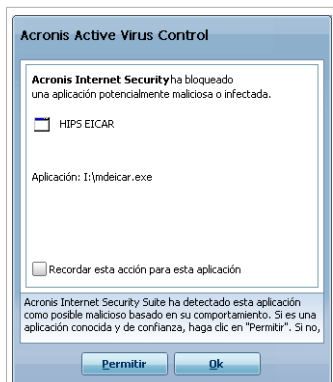 Acronis Active Virus Control
Acronis Internet Security ha bloqueado
una aplicación potencialmente maliciosa o infectada.
HIPS EICAR
Aplicación: I:\mdeicar.exe
Recordar esta acción para esta aplicación
Acronis Internet Security Suite ha detectado esta aplicación
como posible malicioso basado en su comportamiento. Si es una
aplicación conocida y de confianza, haga clic en "Permitir". Si no,
Permitir
Ok